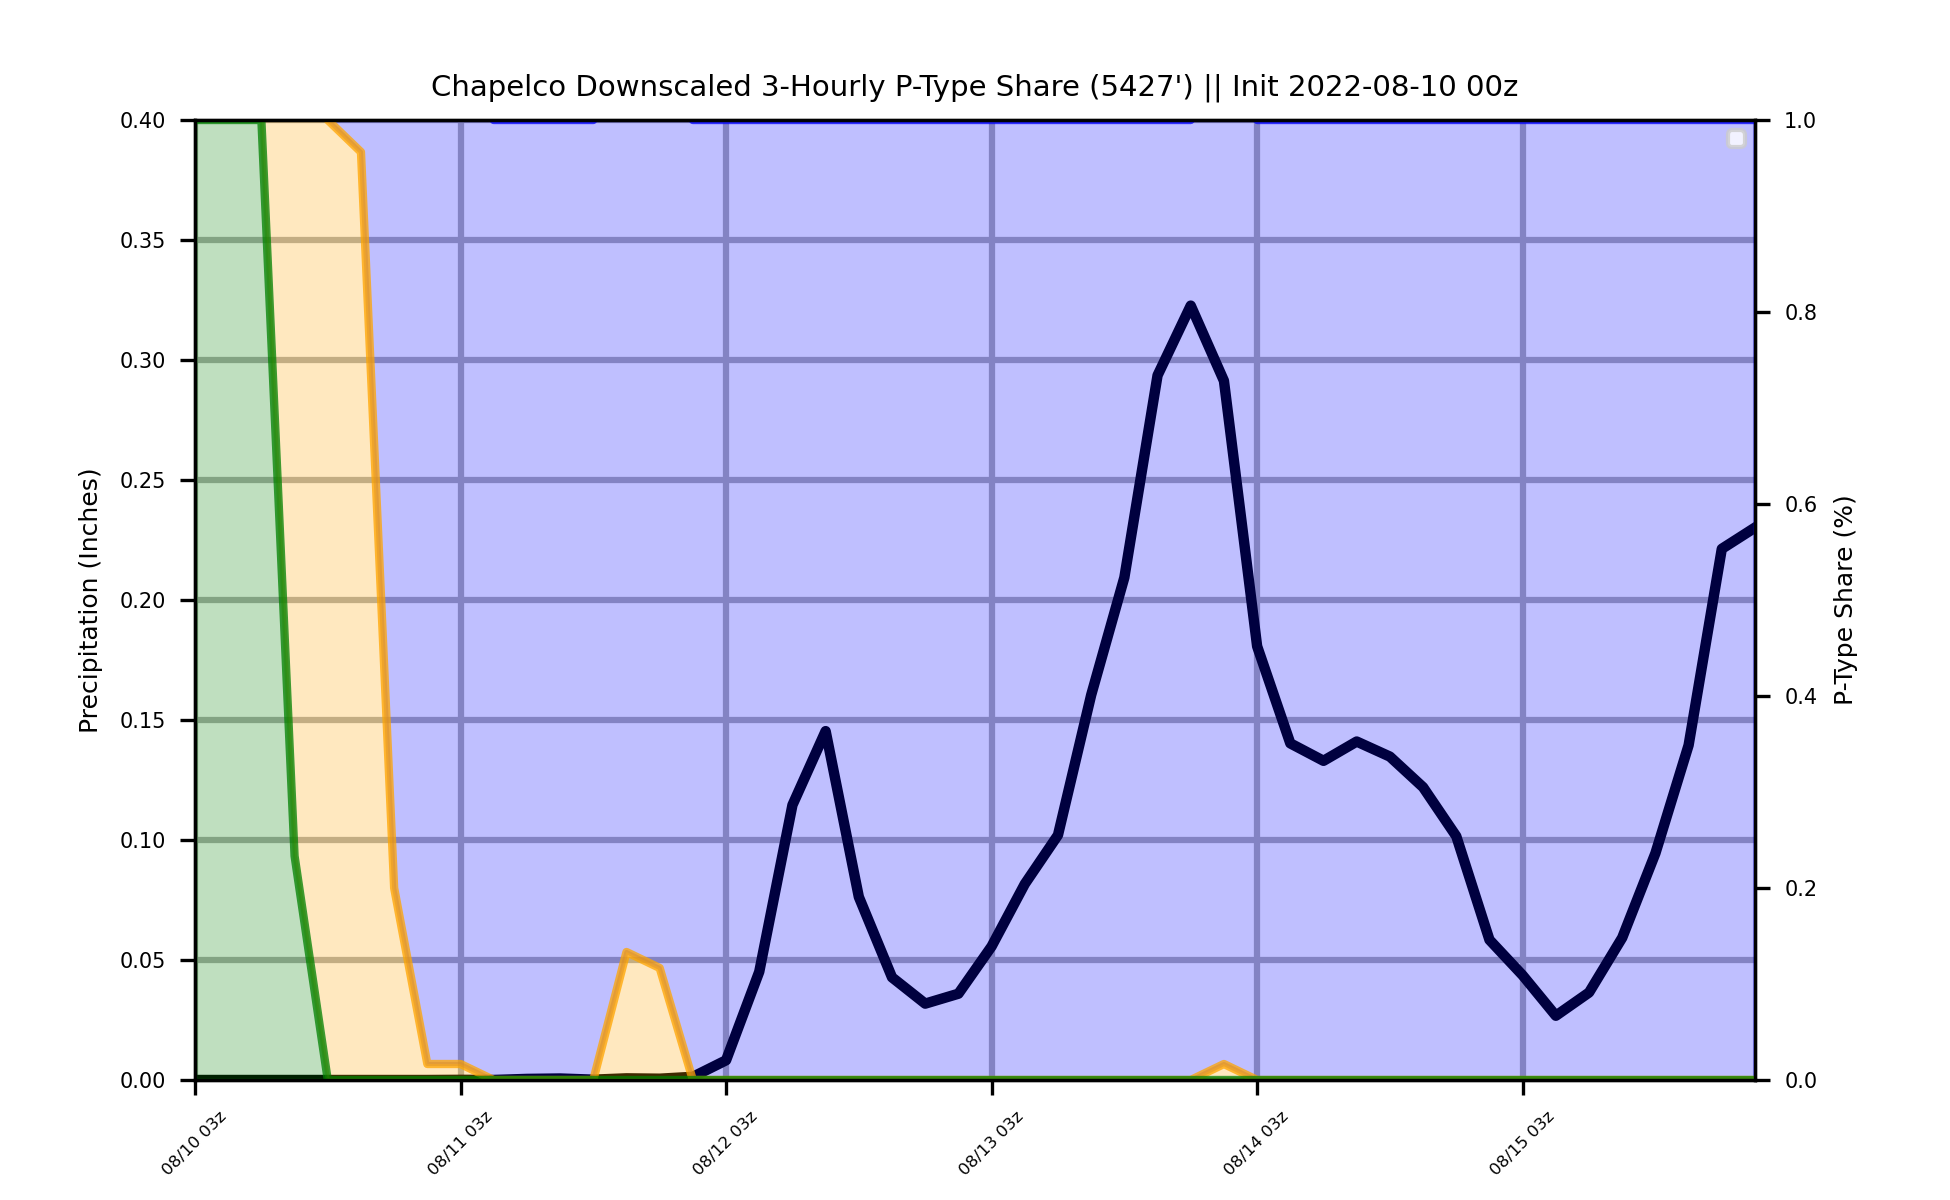 Chapelco Downscaled 3-Hourly P-Type Share (5427') || Init 2022-08-10 00z
0.40
0.35
0.30
0.25
0.20
0.15
0.10
0.05
0.00
Precipitation (Inches)
1.0
0.8
0.6
0.4
0.2
0.0
P-Type Share (%)
08/10 03z
08/11 03z
08/12 03z
08/13 03z
08/14 03z
08/15 03z